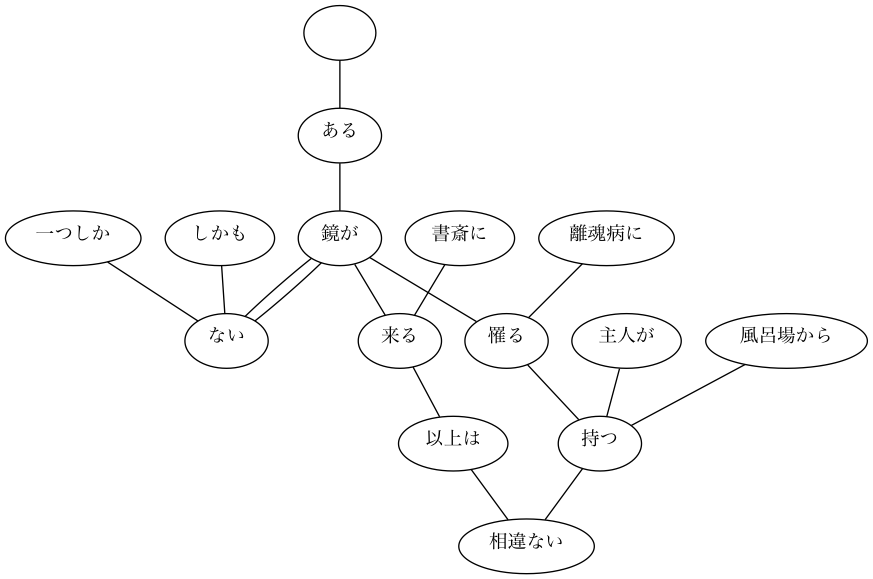 ある
一つしか
しかも
鏡が
書斎に
離魂病に
ない
来る
罹る
主人が
風呂場から
以上は
持つ
相違ない